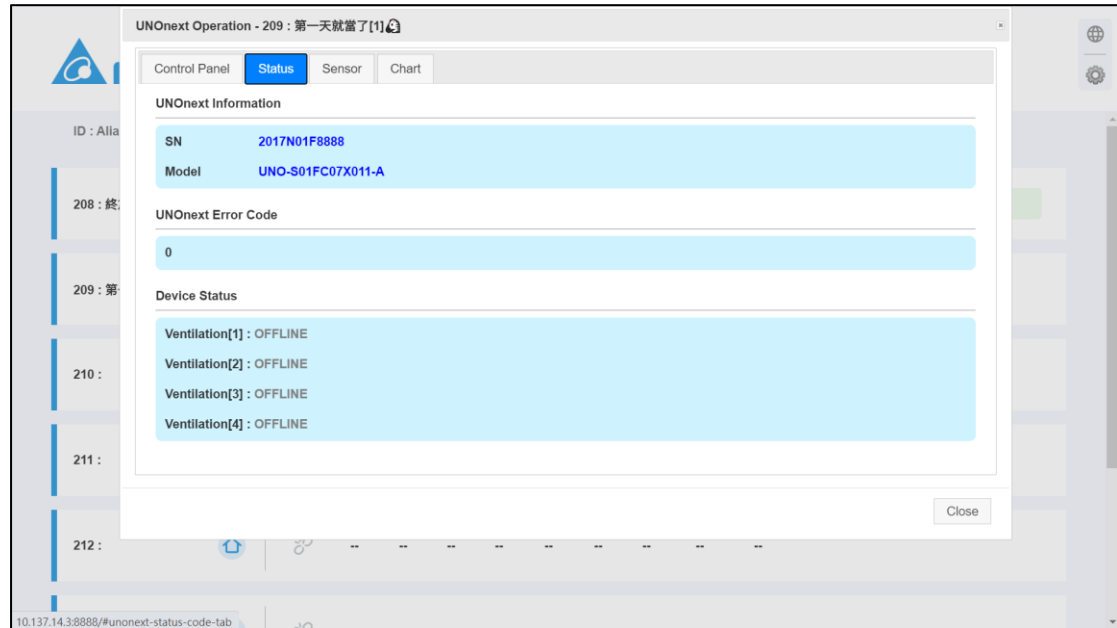 UNOnext Operation - 209 : 第一天就當了[1]
Control Panel Status Sensor Chart
UNOnext Information
ID : Alia
SN 2017N01F8888
Model UNO-S01FC07X011-A
208 : 終
UNOnext Error Code
0
209 : 第
Device Status
Ventilation[1] : OFFLINE
Ventilation[2] : OFFLINE
210 :
Ventilation[3] : OFFLINE
Ventilation[4] : OFFLINE
211 :
Close
212 : -- -- -- -- -- -- -- -- --
10.137.14.3:8888/#unonext-status-code-tab